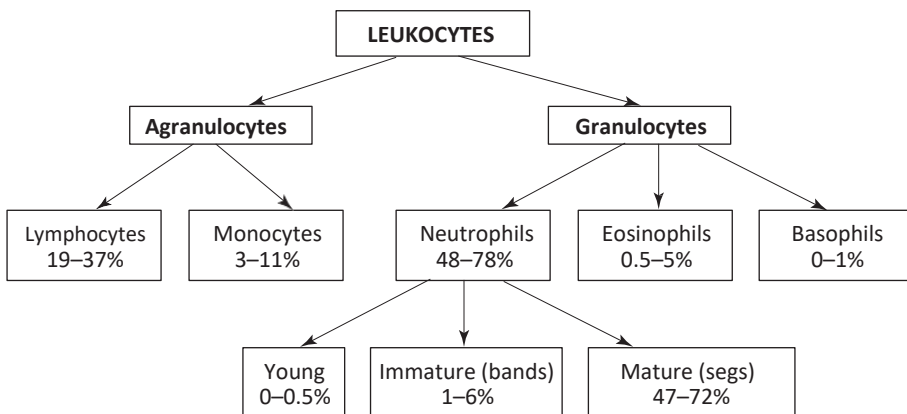 LEUKOCYTES
Agranulocytes
Granulocytes
Lymphocytes
19–37%
Monocytes
3–11%
Neutrophils
48–78%
Eosinophils
0.5–5%
Basophils
0–1%
Young
0–0.5%
Immature (bands)
1–6%
Mature (segs)
47–72%